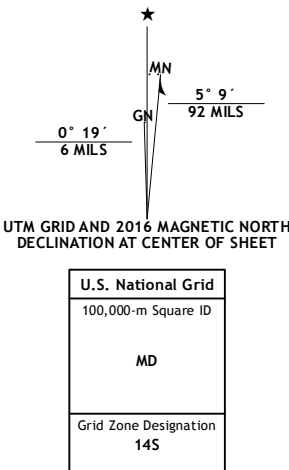 ★
MN
GN
5° 9´
92 MILS
0° 19´
6 MILS
UTM GRID AND 2016 MAGNETIC NORTH
DECLINATION AT CENTER OF SHEET
U.S. National Grid
100,000-m Square ID
MD
Grid Zone Designation
14S